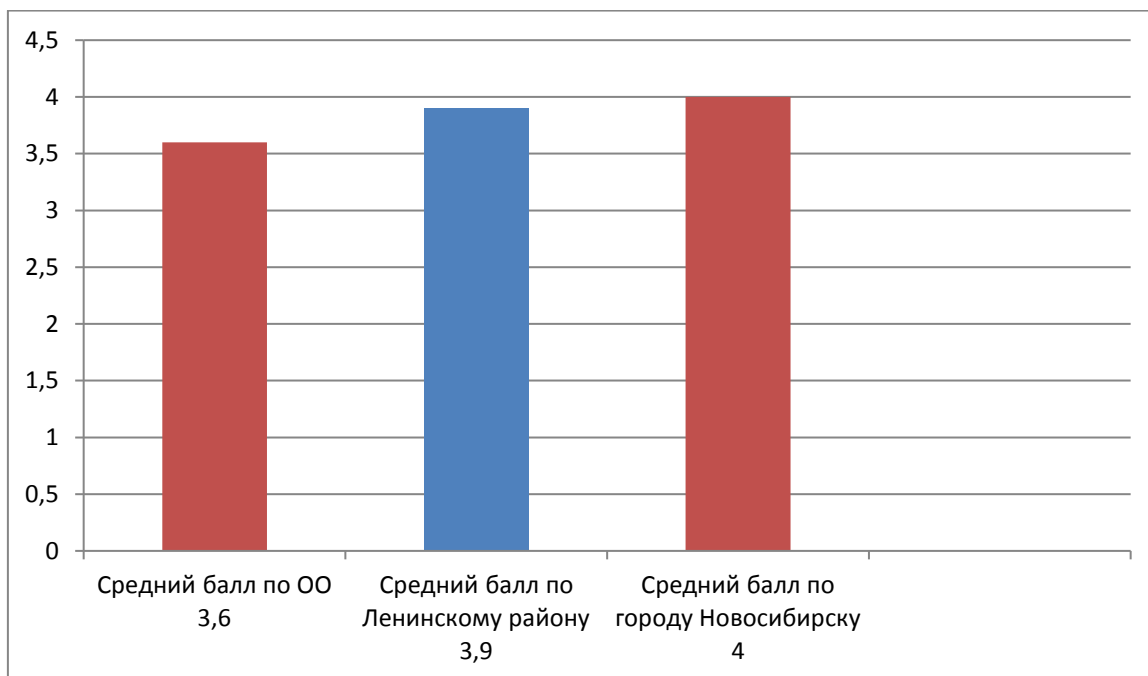 4,5
4
3,5
3
2,5
2
1,5
1
0,5
0
Средний балл по ОО
3,6
Средний балл по
Ленинскому району
3,9
Средний балл по
городу Новосибирску
4